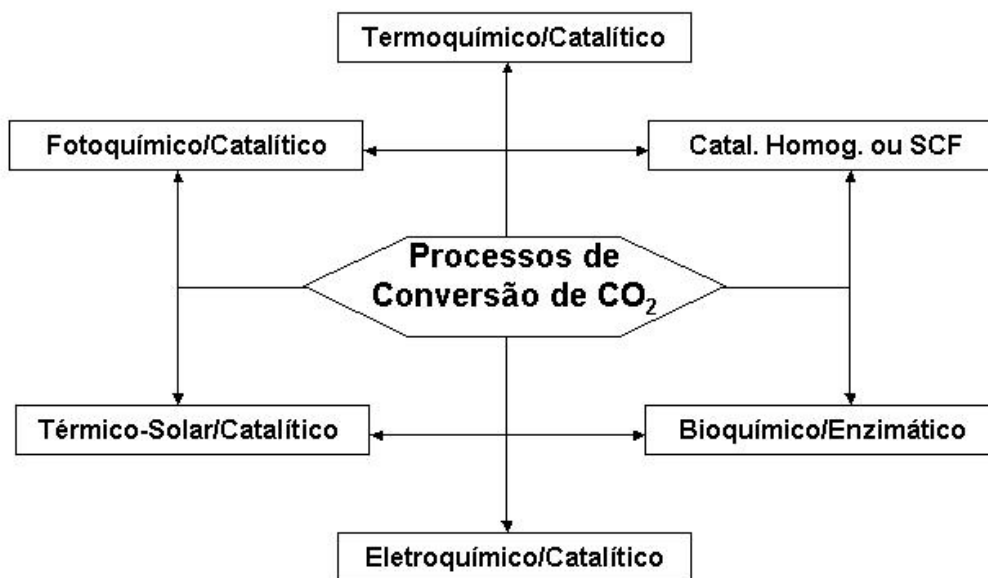 Termoquímico/Catalítico
Fotoquímico/Catalítico
Catal. Homog. ou SCF
Processos de
Conversão de CO₂
Térmico-Solar/Catalítico
Bioquímico/Enzimático
Eletroquímico/Catalítico